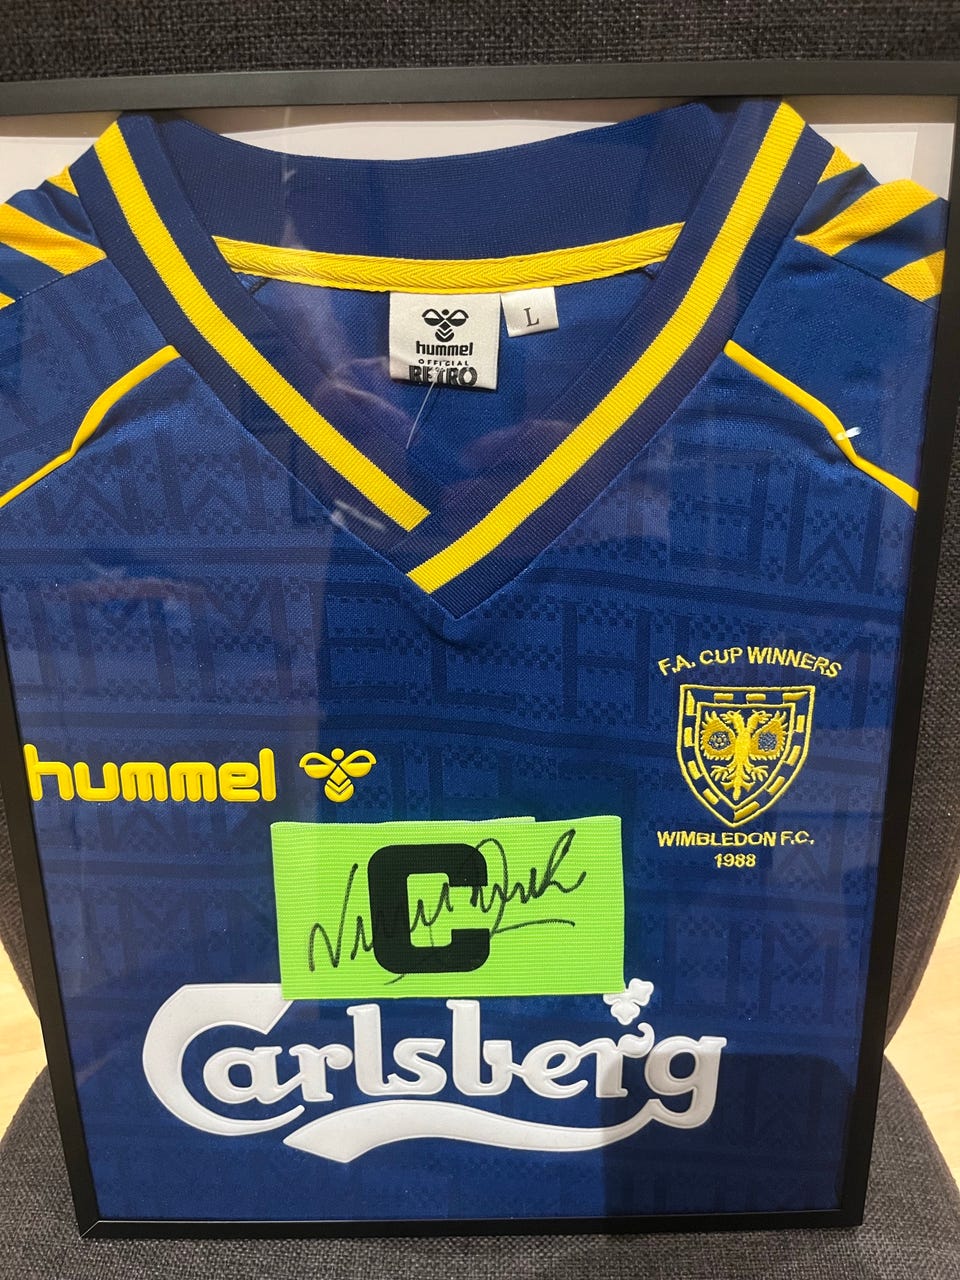 hummel
OFFICIAL
RETRO
L
F.A. CUP WINNERS
hummel
WIMBLEDON F.C.
1988
C
Carlsberg